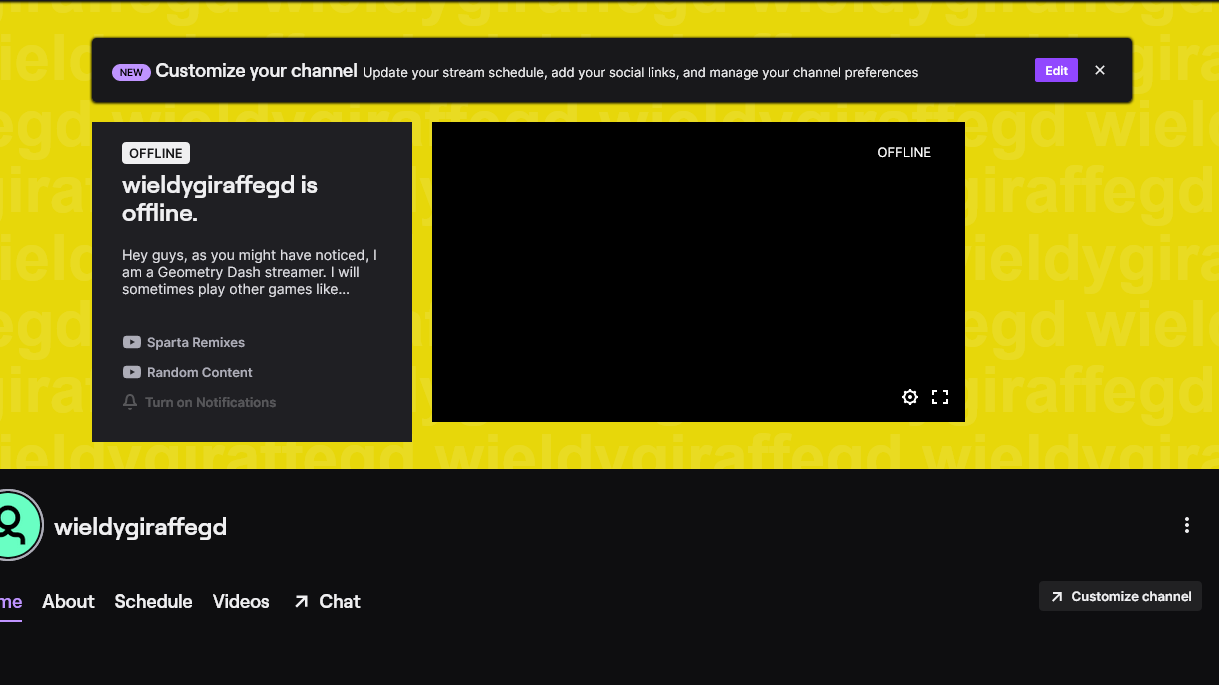 NEW Customize your channel Update your stream schedule, add your social links, and manage your channel preferences Edit
OFFLINE
wieldygiraffegd is
offline.
Hey guys, as you might have noticed, I
am a Geometry Dash streamer. I will
sometimes play other games like...
Sparta Remixes
Random Content
Turn on Notifications
OFFLINE
wieldygiraffegd
me About Schedule Videos Chat
Customize channel